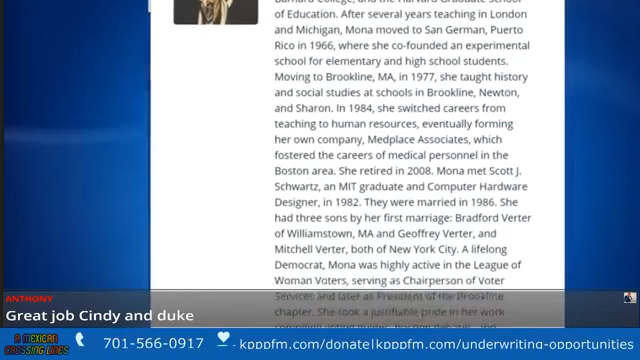 Barnard College, and the Harvard Graduate School
of Education. After several years teaching in London
and Michigan, Mona moved to San German, Puerto
Rico in 1966, where she co-founded an experimental
school for elementary and high school students.
Moving to Brookline, MA, in 1977, she taught history
and social studies at schools in Brookline, Newton,
and Sharon. In 1984, she switched careers from
teaching to human resources, eventually forming
her own company, Medplace Associates, which
fostered the careers of medical personnel in the
Boston area. She retired in 2008. Mona met Scott J.
Schwartz, an MIT graduate and Computer Hardware
Designer, in 1982. They were married in 1986. She
had three sons by her first marriage: Bradford Verter
of Williamstown, MA and Geoffrey Verter, and
Mitchell Verter, both of New York City. A lifelong
Democrat, Mona was highly active in the League of
Woman Voters, serving as Chairperson of Voter
Services and later as President of the Brookline
chapter. She took a justifiable pride in her work
ANTHONY
Great job Cindy and duke
A MEXICAN
CROSSING LINES
701-566-0917
- kpppfm.com/donate|kpppfm.com/underwriting-opportunities